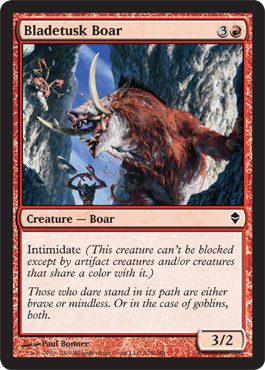 Bladetusk Boar 3
Creature — Boar
Intimidate (This creature can't be blocked
except by artifact creatures and/or creatures
that share a color with it.)
Those who dare stand in its path are either
brave or mindless. Or in the case of goblins,
both.
Paul Bonner
3/2